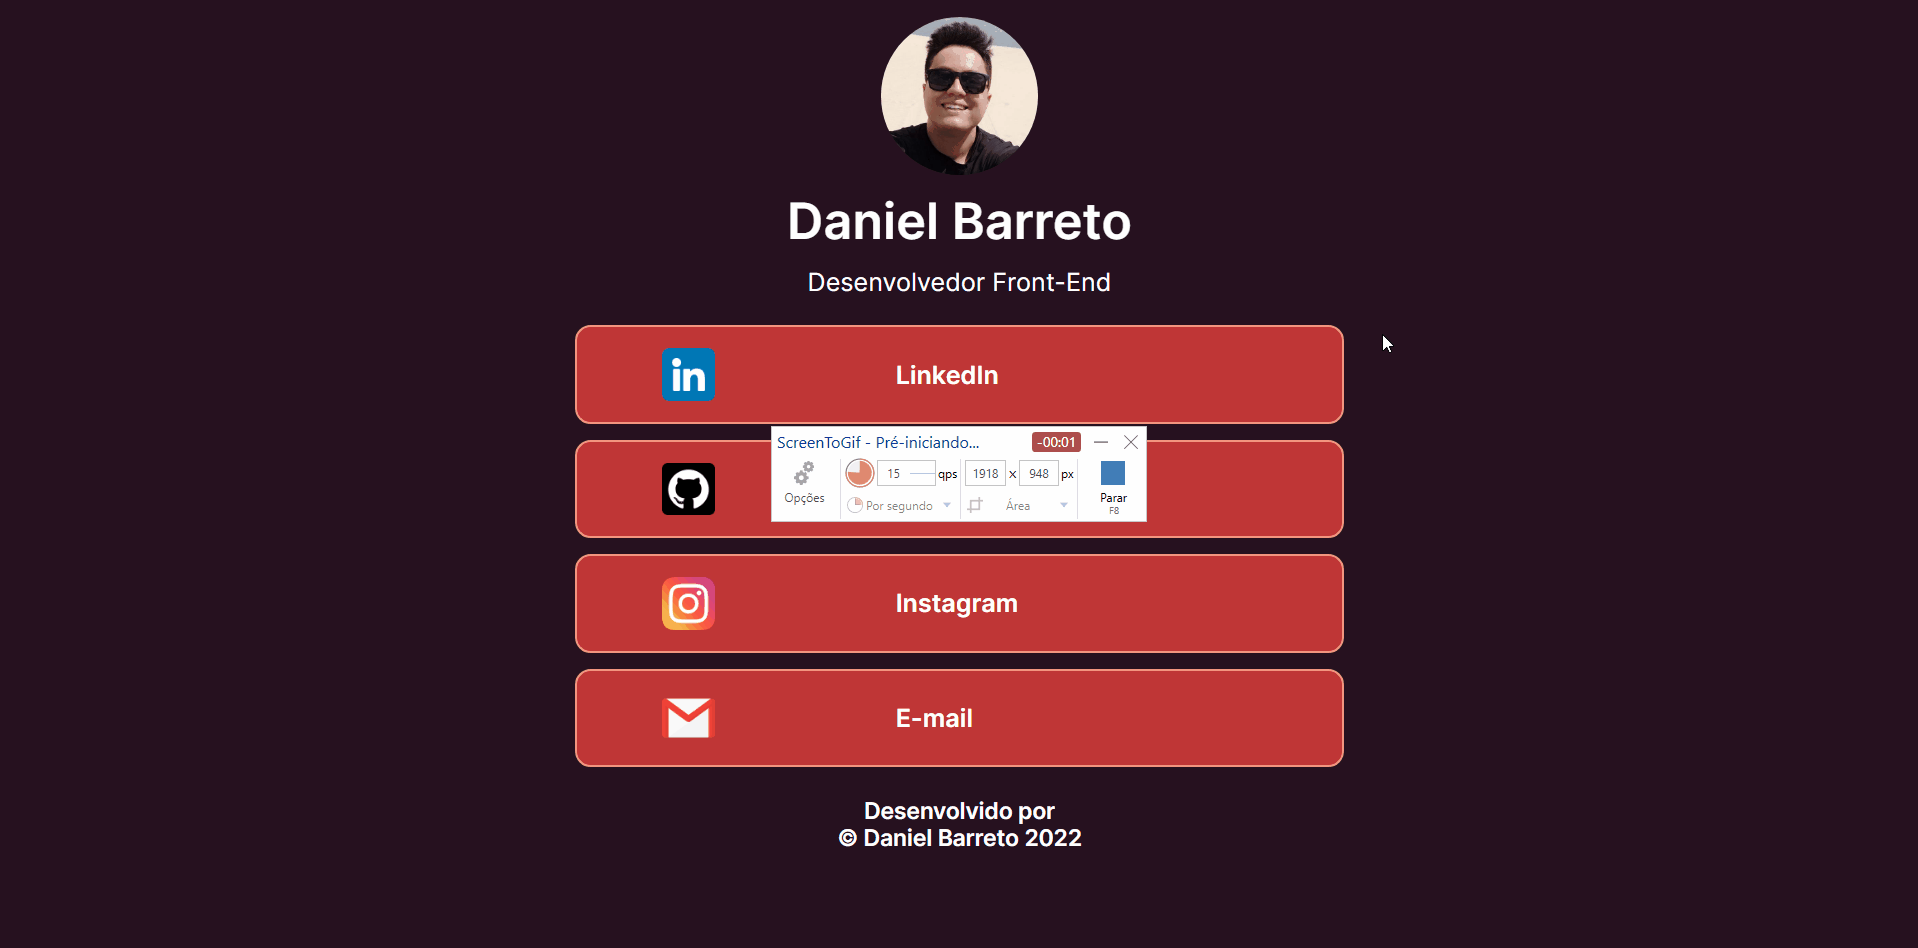 Daniel Barreto
Desenvolvedor Front-End
in
LinkedIn
ScreenToGif - Pré-iniciando...
-00:01
15 qps
1918 x 948 px
Opções
Por segundo
Área
Parar
F8
Instagram
E-mail
Desenvolvido por
© Daniel Barreto 2022